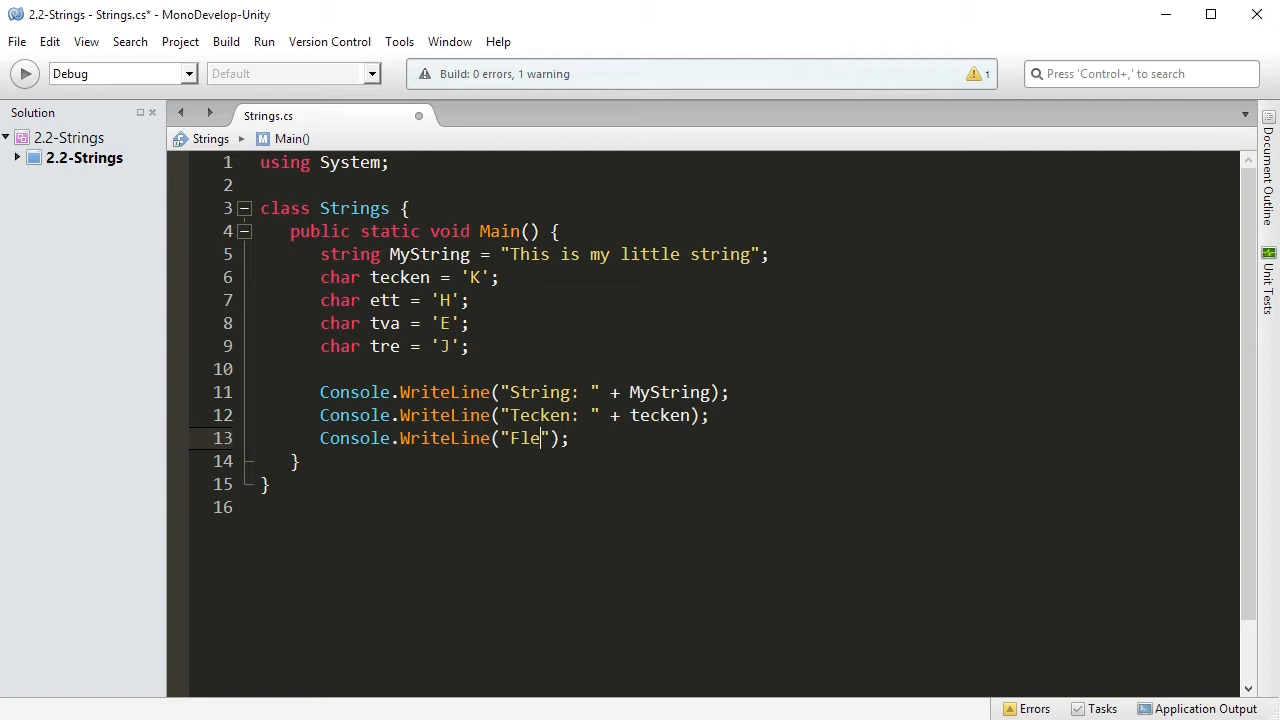 2.2-Strings - Strings.cs* - MonoDevelop-Unity
File Edit View Search Project Build Run Version Control Tools Window Help
Debug Default Build: 0 errors, 1 warning 1 Press 'Control+,' to search
Solution
Strings.cs
2.2-Strings
2.2-Strings
Strings Main()
1 using System;
2
3 class Strings {
4 public static void Main() {
5 string MyString = "This is my little string";
6 char tecken = 'K';
7 char ett = 'H';
8 char tva = 'E';
9 char tre = 'J';
10
11 Console.WriteLine("String: " + MyString);
12 Console.WriteLine("Tecken: " + tecken);
13 Console.WriteLine("Fle");
14 }
15 }
16
Document Outline
Unit Tests
Errors Tasks Application Output